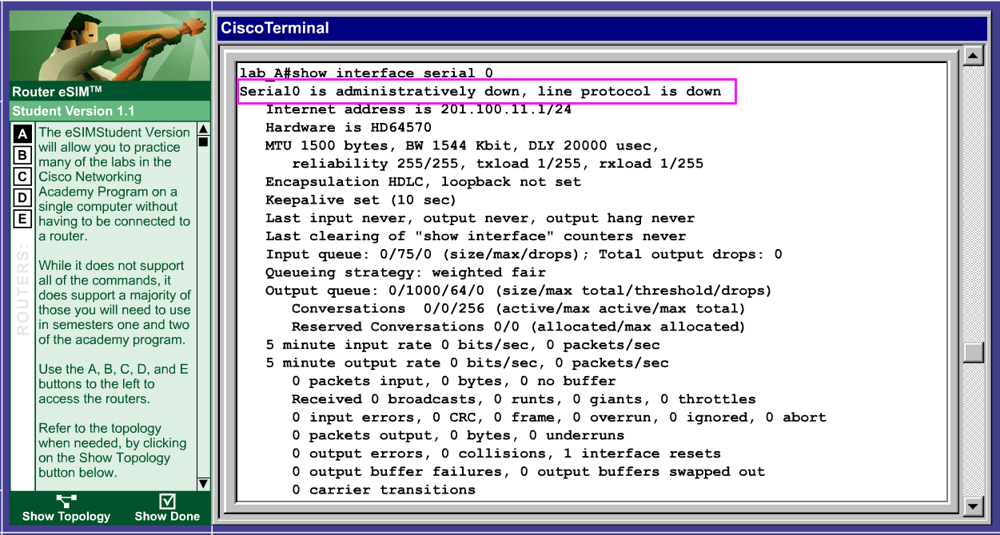 Router eSIM™
Student Version 1.1
A
B
C
D
E
ROUTERS:
The eSIMStudent Version
will allow you to practice
many of the labs in the
Cisco Networking
Academy Program on a
single computer without
having to be connected to
a router.
While it does not support
all of the commands, it
does support a majority of
those you will need to use
in semesters one and two
of the academy program.
Use the A, B, C, D, and E
buttons to the left to
access the routers.
Refer to the topology
when needed, by clicking
on the Show Topology
button below.
Show Topology
Show Done
CiscoTerminal
lab_A#show interface serial 0
Serial0 is administratively down, line protocol is down
Internet address is 201.100.11.1/24
Hardware is HD64570
MTU 1500 bytes, BW 1544 Kbit, DLY 20000 usec,
reliability 255/255, txload 1/255, rxload 1/255
Encapsulation HDLC, loopback not set
Keepalive set (10 sec)
Last input never, output never, output hang never
Last clearing of "show interface" counters never
Input queue: 0/75/0 (size/max/drops); Total output drops: 0
Queueing strategy: weighted fair
Output queue: 0/1000/64/0 (size/max total/threshold/drops)
Conversations 0/0/256 (active/max active/max total)
Reserved Conversations 0/0 (allocated/max allocated)
5 minute input rate 0 bits/sec, 0 packets/sec
5 minute output rate 0 bits/sec, 0 packets/sec
0 packets input, 0 bytes, 0 no buffer
Received 0 broadcasts, 0 runts, 0 giants, 0 throttles
0 input errors, 0 CRC, 0 frame, 0 overrun, 0 ignored, 0 abort
0 packets output, 0 bytes, 0 underruns
0 output errors, 0 collisions, 1 interface resets
0 output buffer failures, 0 output buffers swapped out
0 carrier transitions